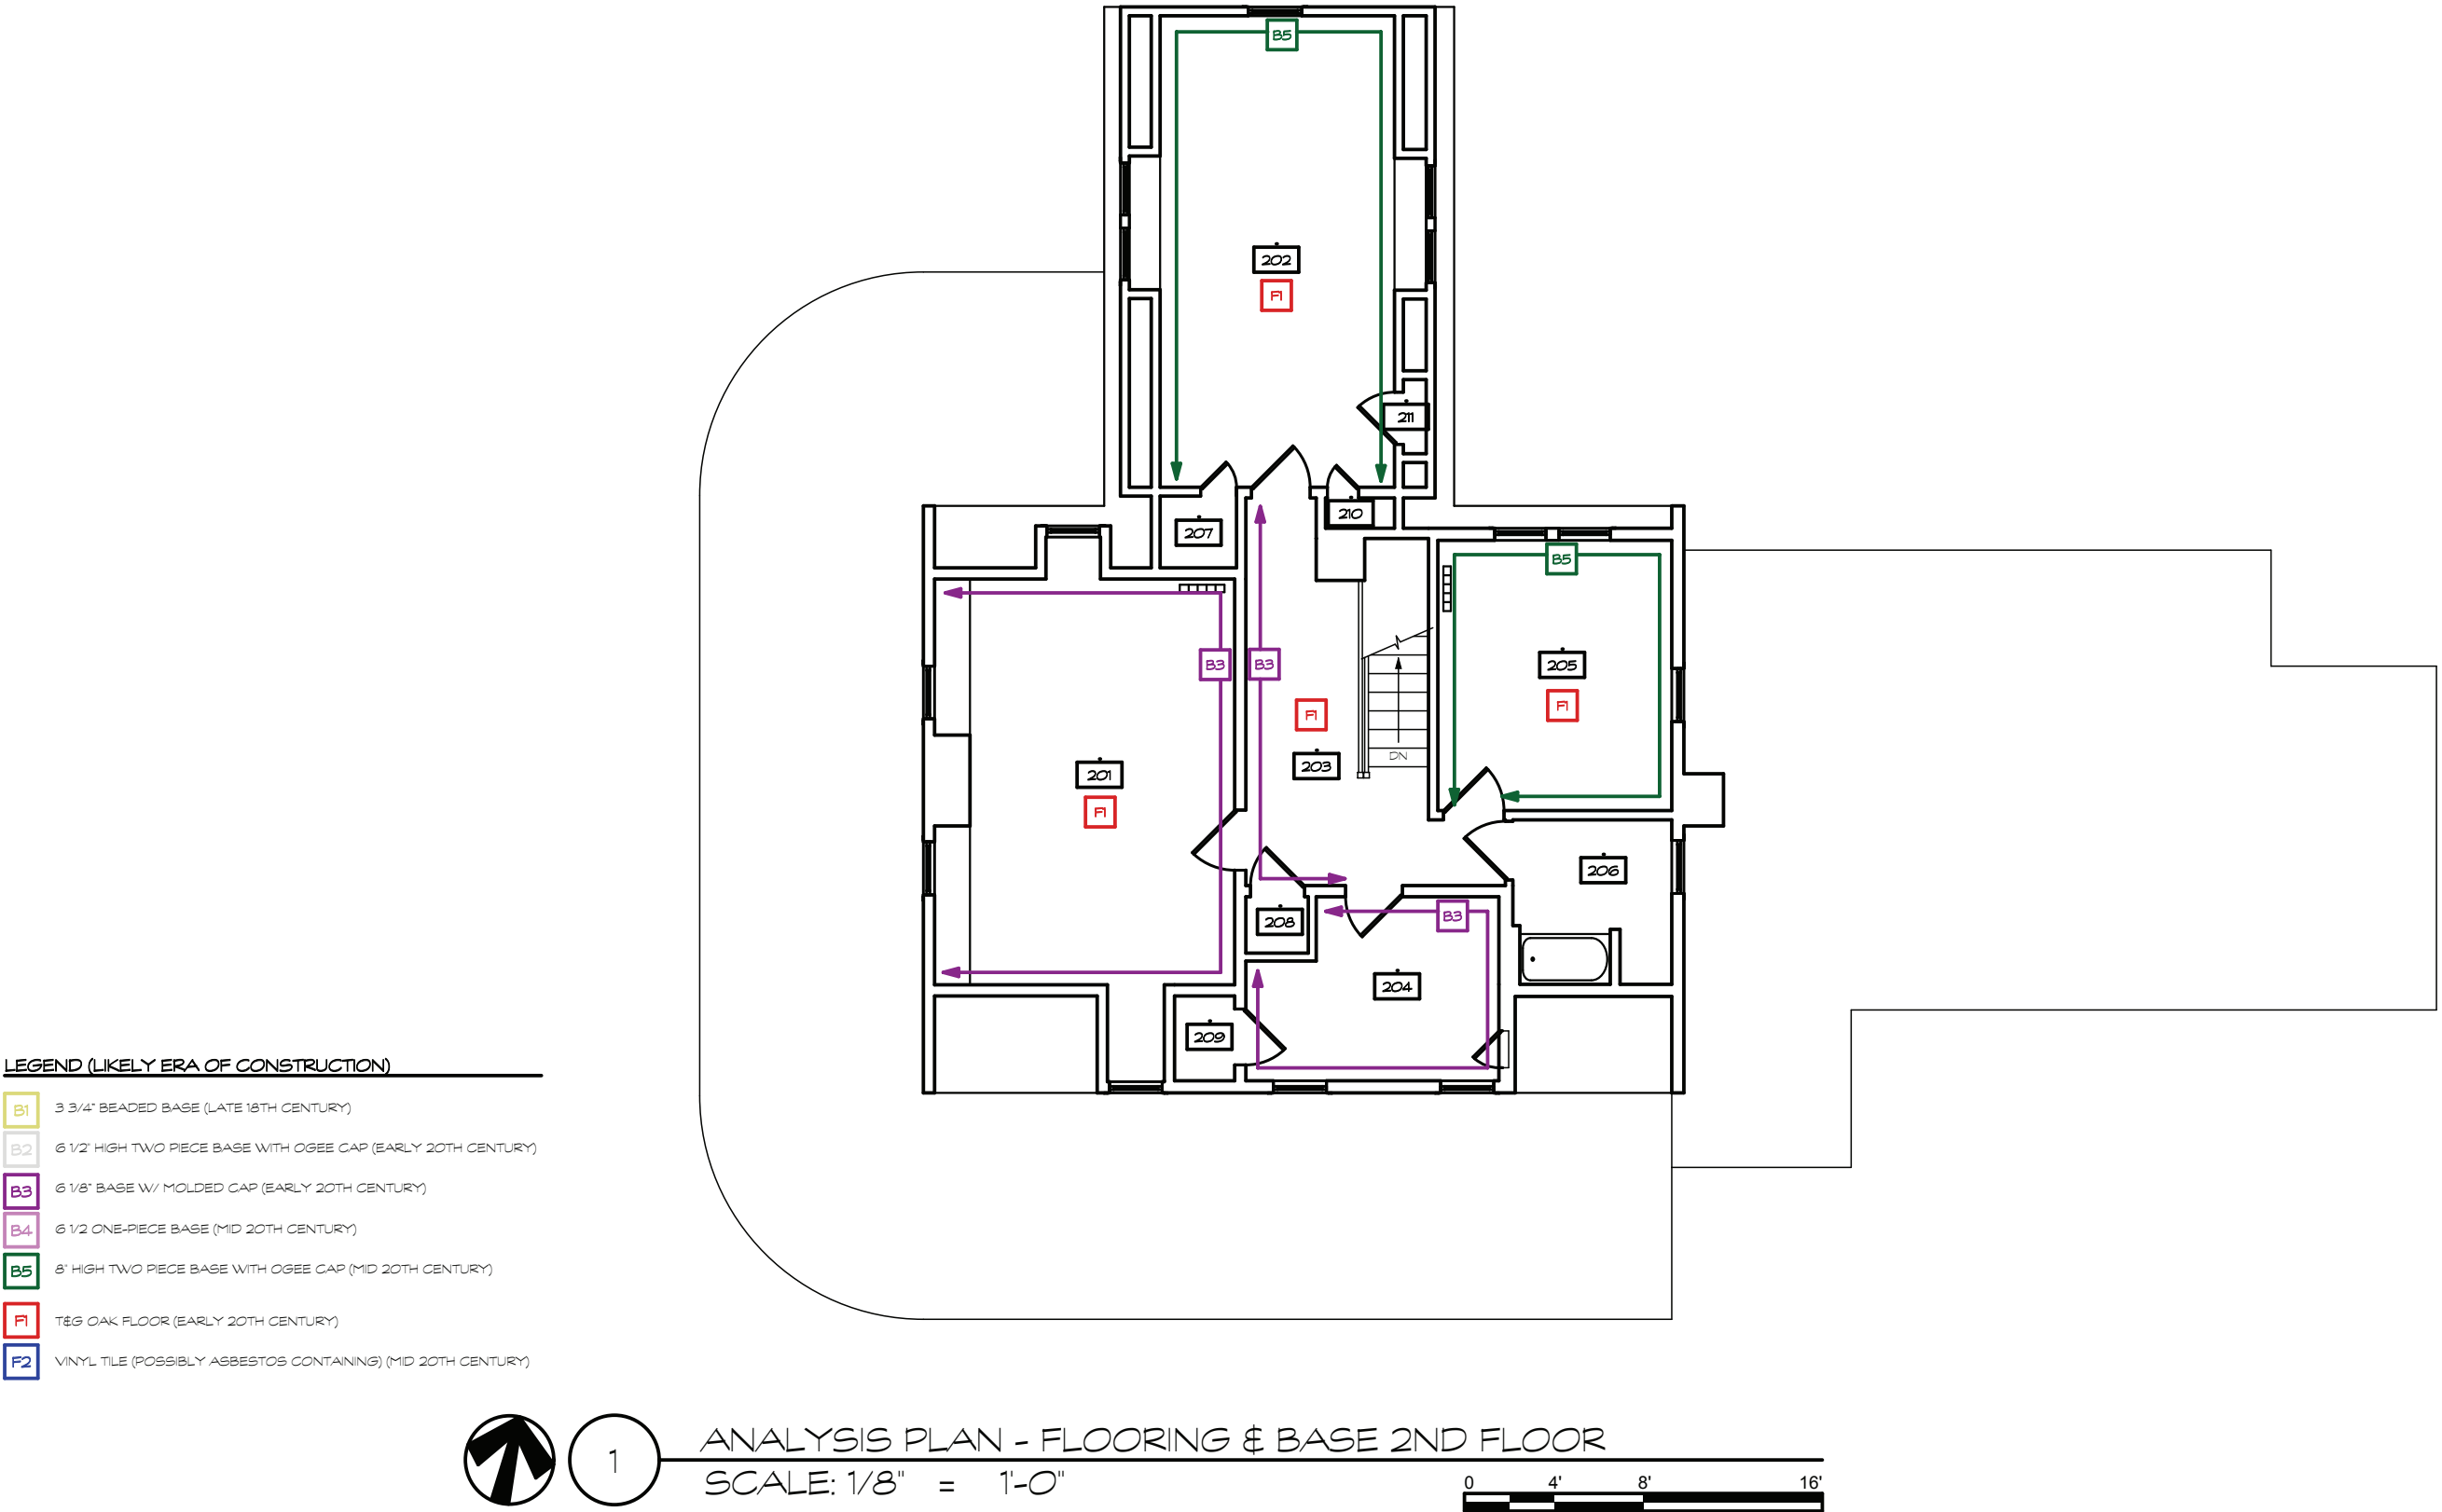 B5
202
F1
211
210
207
B5
B3
B3
205
F1
F1
203
DN
201
F1
206
B3
208
204
209
LEGEND (LIKELY ERA OF CONSTRUCTION)
B1 3 3/4" BEADED BASE (LATE 18TH CENTURY)
B2 6 1/2" HIGH TWO PIECE BASE WITH OGEE CAP (EARLY 20TH CENTURY)
B3 6 1/8" BASE W/ MOLDED CAP (EARLY 20TH CENTURY)
B4 6 1/2 ONE-PIECE BASE (MID 20TH CENTURY)
B5 8" HIGH TWO PIECE BASE WITH OGEE CAP (MID 20TH CENTURY)
F1 T&G OAK FLOOR (EARLY 20TH CENTURY)
F2 VINYL TILE (POSSIBLY ASBESTOS CONTAINING) (MID 20TH CENTURY)
1 ANALYSIS PLAN - FLOORING & BASE 2ND FLOOR
SCALE: 1/8" = 1'-0"
0 4' 8' 16'